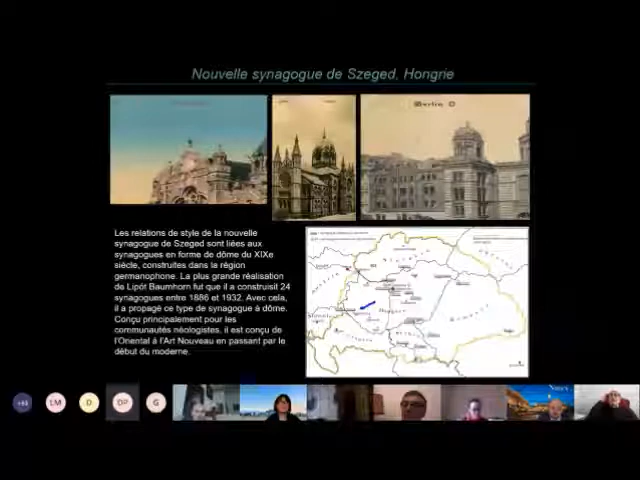 Nouvelle synagogue de Szeged, Hongrie
Berlin O
Les relations de style de la nouvelle
synagogue de Szeged sont liées aux
synagogues en forme de dôme du XIXe
siècle, construites dans la région
germanophone. La plus grande réalisation
de Lipót Baumhorn fut que il a construisit 24
synagogues entre 1886 et 1932. Avec cela,
il a propagé ce type de synagogue à dôme.
Conçu principalement pour les
communautés néologistes, il est conçu de
l'Oriental à l'Art Nouveau en passant par le
début du moderne.
LM
D
DP
G